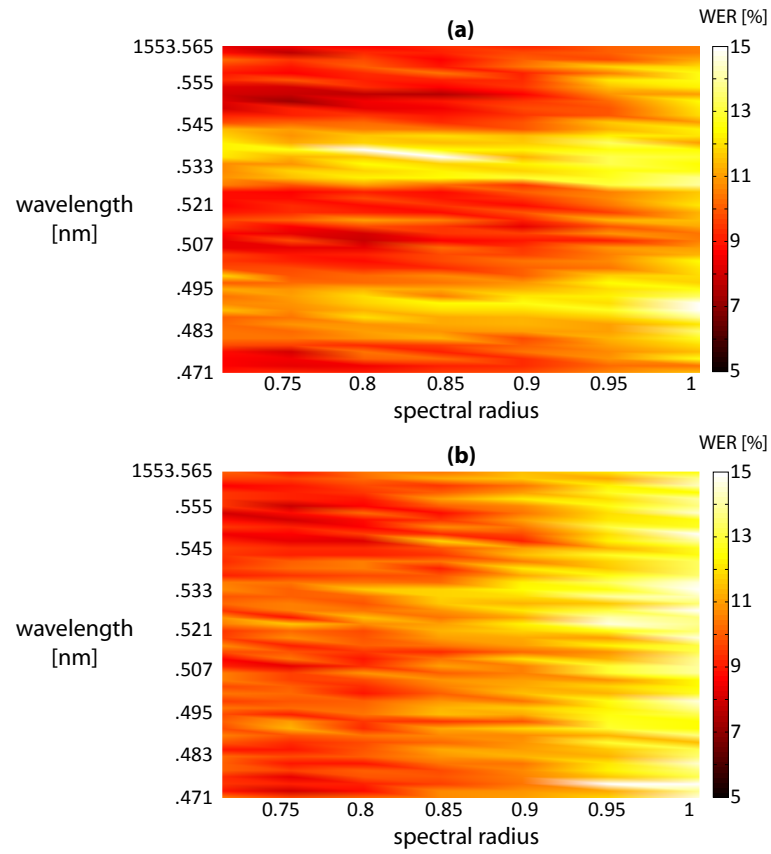 (a)
WER [%]
1553.565
.555
.545
.533
.521
.507
.495
.483
.471
wavelength
[nm]
0.75 0.8 0.85 0.9 0.95 1
spectral radius
15
13
11
9
7
5
(b)
WER [%]
1553.565
.555
.545
.533
.521
.507
.495
.483
.471
wavelength
[nm]
0.75 0.8 0.85 0.9 0.95 1
spectral radius
15
13
11
9
7
5